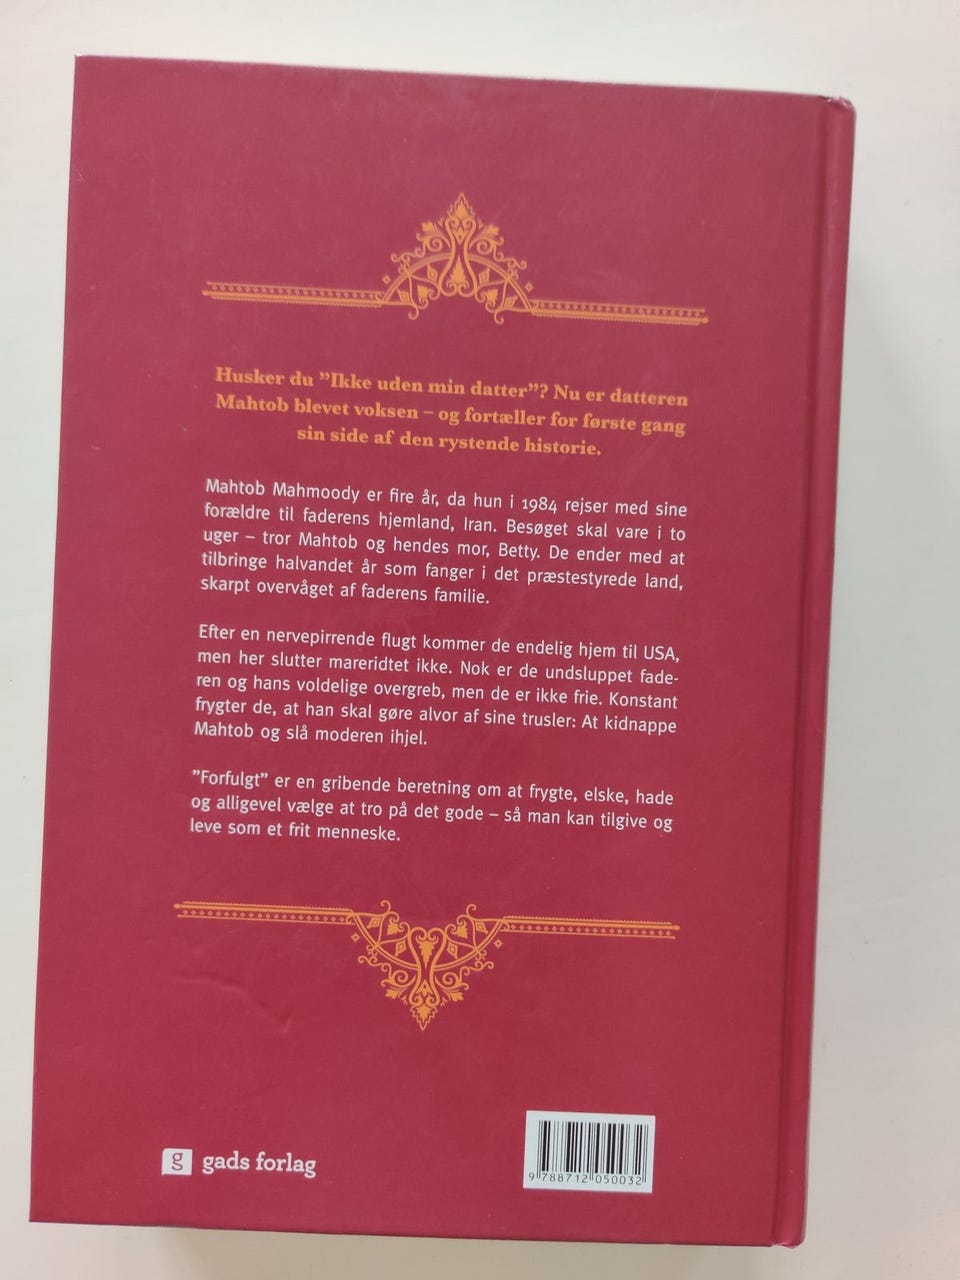 Husker du ”Ikke uden min datter”? Nu er datteren
Mahtob blevet voksen – og fortæller for første gang
sin side af den rystende historie.
Mahtob Mahmoody er fire år, da hun i 1984 rejser med sine
forældre til faderens hjemland, Iran. Besøget skal vare i to
uger – tror Mahtob og hendes mor, Betty. De ender med at
tilbringe halvandet år som fanger i det præstestyrede land,
skarpt overvåget af faderens familie.
Efter en nervepirrende flugt kommer de endelig hjem til USA,
men her slutter mareridtet ikke. Nok er de undsluppet fade-
ren og hans voldelige overgreb, men de er ikke frie. Konstant
frygter de, at han skal gøre alvor af sine trusler: At kidnappe
Mahtob og slå moderen ihjel.
”Forfulgt” er en gribende beretning om at frygte, elske, hade
og alligevel vælge at tro på det gode – så man kan tilgive og
leve som et frit menneske.
g gads forlag
9 788712 050032